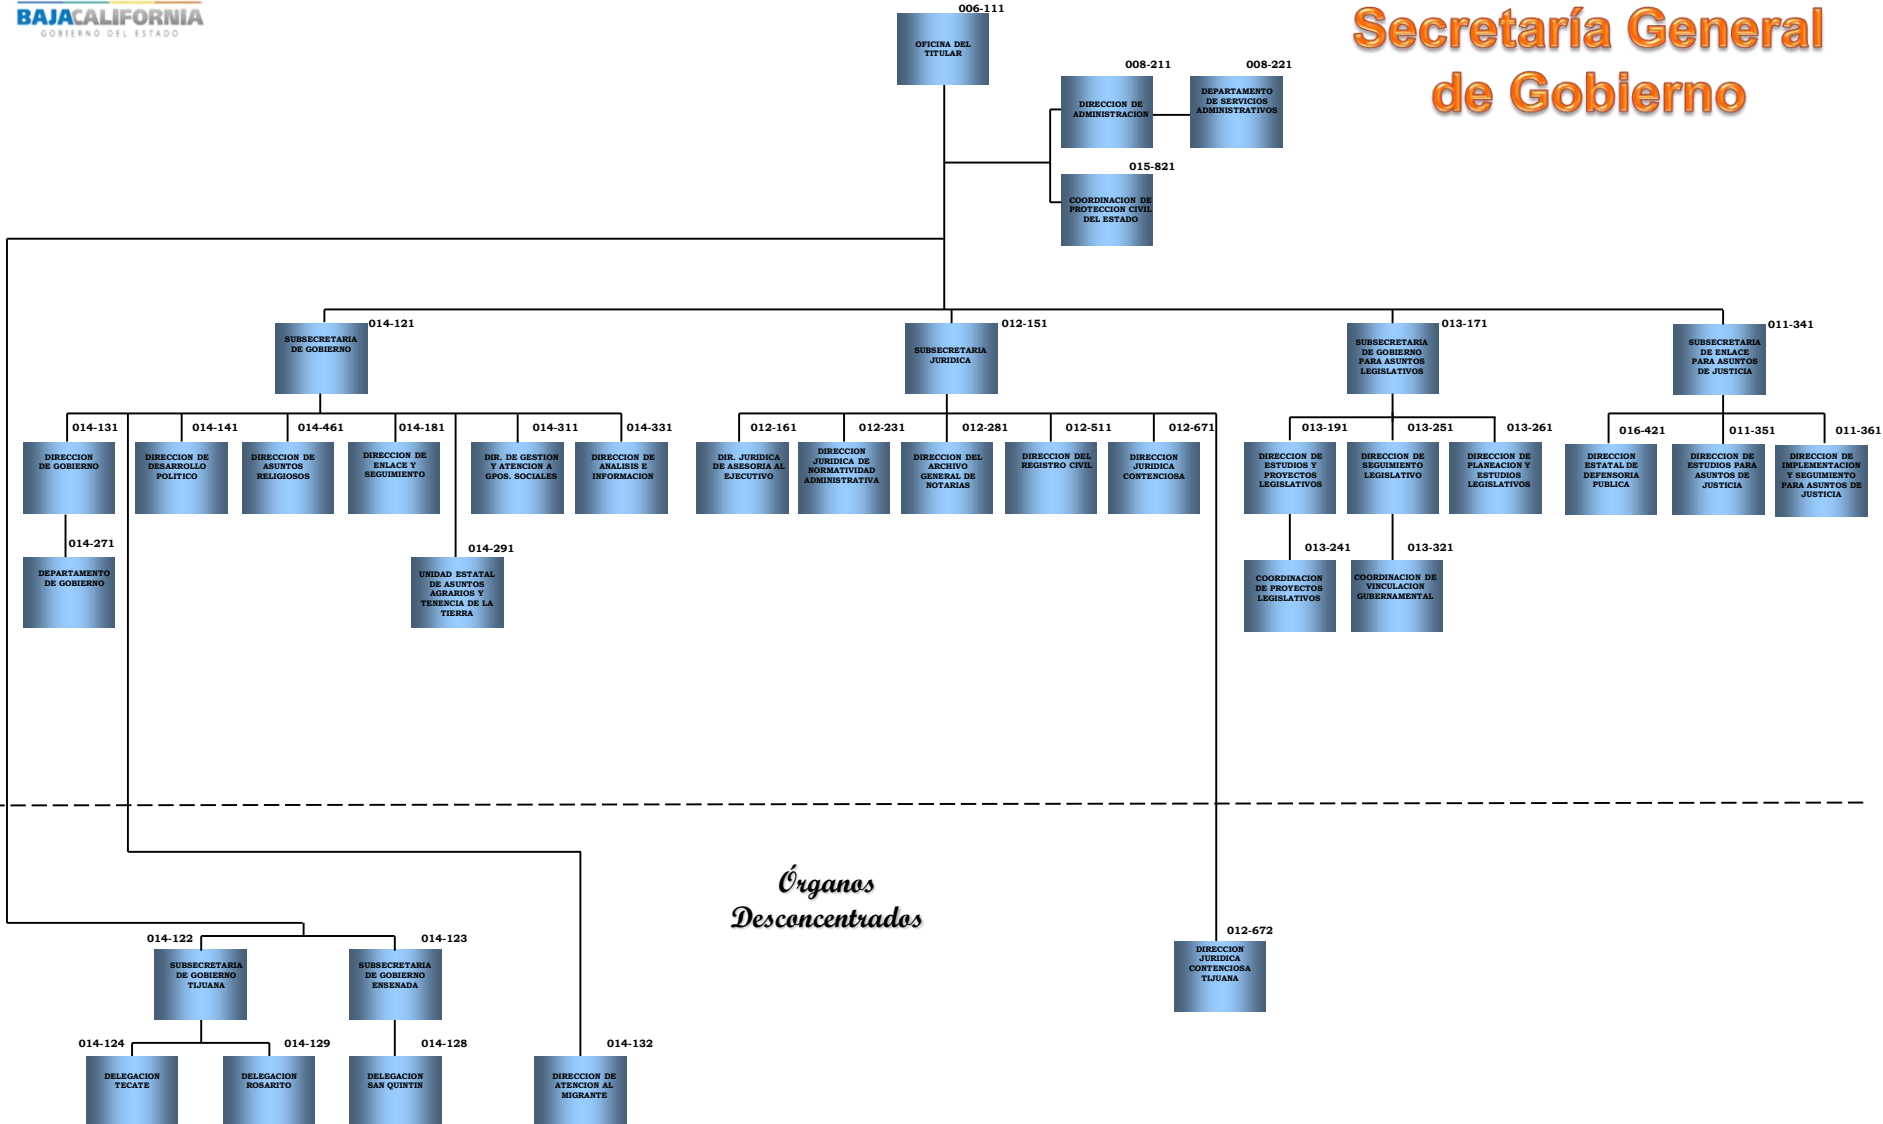 BAJACALIFORNIA
GOBIERNO DEL ESTADO
Secretaría General
de Gobierno
006-111
OFICINA DEL
TITULAR
008-211
DIRECCION DE
ADMINISTRACION
008-221
DEPARTAMENTO
DE SERVICIOS
ADMINISTRATIVOS
015-821
COORDINACION DE
PROTECCION CIVIL
DEL ESTADO
014-121
SUBSECRETARIA
DE GOBIERNO
012-151
SUBSECRETARIA
JURIDICA
013-171
SUBSECRETARIA
DE GOBIERNO
PARA ASUNTOS
LEGISLATIVOS
011-341
SUBSECRETARIA
DE ENLACE
PARA ASUNTOS
DE JUSTICIA
014-131
DIRECCION
DE GOBIERNO
014-141
DIRECCION DE
DESARROLLO
POLITICO
014-461
DIRECCION DE
ASUNTOS
RELIGIOSOS
014-181
DIRECCION DE
ENLACE Y
SEGUIMIENTO
014-311
DIR. DE GESTION
Y ATENCION A
GPOS. SOCIALES
014-331
DIRECCION DE
ANALISIS E
INFORMACION
012-161
DIR. JURIDICA
DE ASESORIA AL
EJECUTIVO
012-231
DIRECCION
JURIDICA DE
NORMATIVIDAD
ADMINISTRATIVA
012-281
DIRECCION DEL
ARCHIVO
GENERAL DE
NOTARIAS
012-511
DIRECCION DEL
REGISTRO CIVIL
012-671
DIRECCION
JURIDICA
CONTENCIOSA
013-191
DIRECCION DE
ESTUDIOS Y
PROYECTOS
LEGISLATIVOS
013-251
DIRECCION DE
SEGUIMIENTO
LEGISLATIVO
013-261
DIRECCION DE
PLANEACION Y
ESTUDIOS
LEGISLATIVOS
016-421
DIRECCION
ESTATAL DE
DEFENSORIA
PUBLICA
011-351
DIRECCION DE
ESTUDIOS PARA
ASUNTOS DE
JUSTICIA
011-361
DIRECCION DE
IMPLEMENTACION
Y SEGUIMIENTO
PARA ASUNTOS DE
JUSTICIA
014-271
DEPARTAMENTO
DE GOBIERNO
014-291
UNIDAD ESTATAL
DE ASUNTOS
AGRARIOS Y
TENENCIA DE LA
TIERRA
013-241
COORDINACION
DE PROYECTOS
LEGISLATIVOS
013-321
COORDINACION DE
VINCULACION
GUBERNAMENTAL
Órganos
Desconcentrados
014-122
SUBSECRETARIA
DE GOBIERNO
TIJUANA
014-123
SUBSECRETARIA
DE GOBIERNO
ENSENADA
012-672
DIRECCION
JURIDICA
CONTENCIOSA
TIJUANA
014-124
DELEGACION
TECATE
014-129
DELEGACION
ROSARITO
014-128
DELEGACION
SAN QUINTIN
014-132
DIRECCION DE
ATENCION AL
MIGRANTE